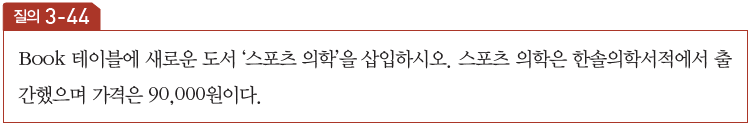 질의 3-44
Book 테이블에 새로운 도서 ‘스포츠 의학’을 삽입하시오. 스포츠 의학은 한솔의학서적에서 출
간했으며 가격은 90,000원이다.